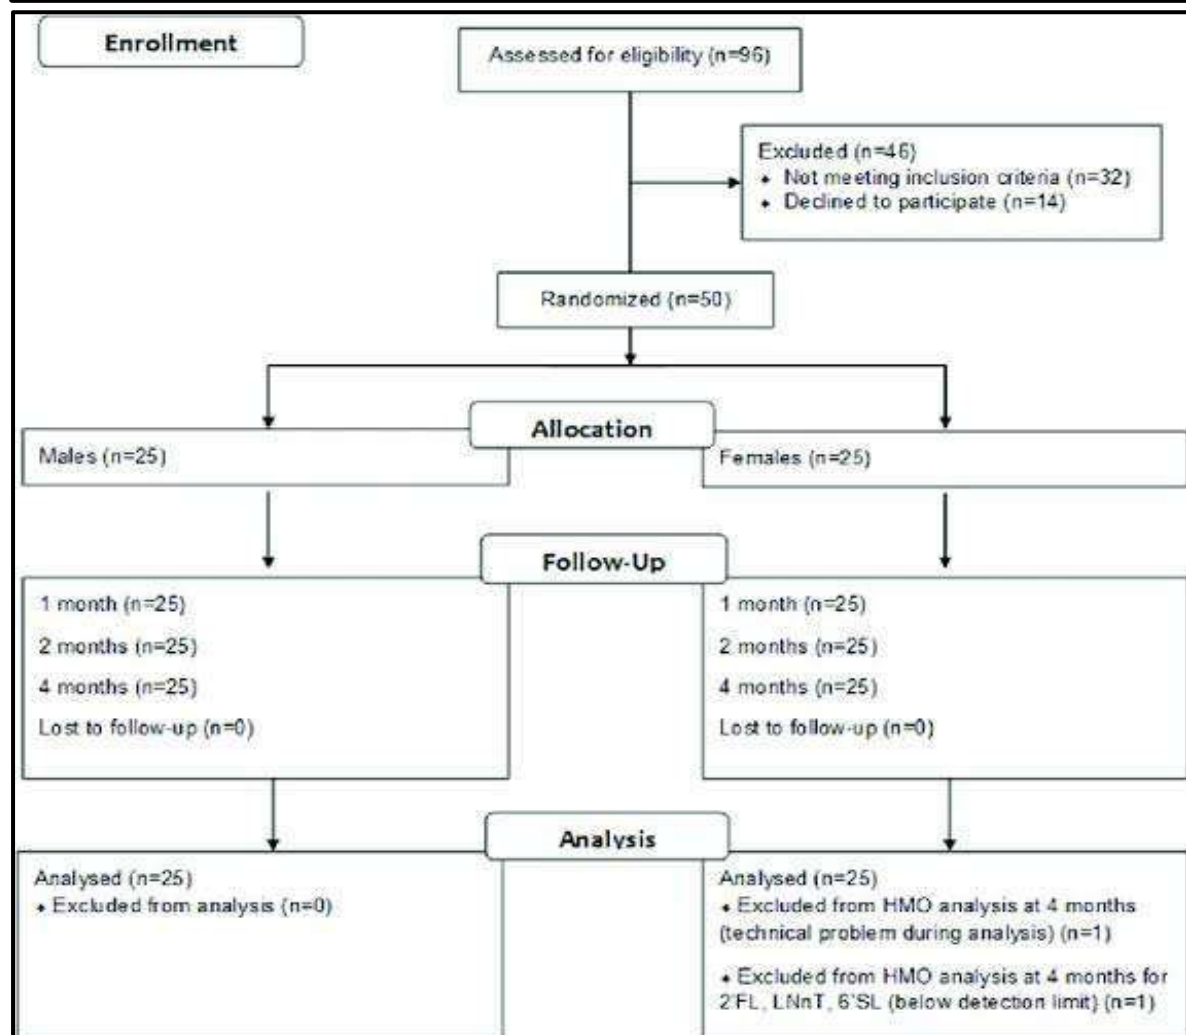 Enrollment
Assessed for eligibility (n=96)
Excluded (n=46)
♦ Not meeting inclusion criteria (n=32)
♦ Declined to participate (n=14)
Randomized (n=50)
Allocation
Males (n=25)
Females (n=25)
Follow-Up
1 month (n=25)
2 months (n=25)
4 months (n=25)
Lost to follow-up (n=0)
1 month (n=25)
2 months (n=25)
4 months (n=25)
Lost to follow-up (n=0)
Analysis
Analysed (n=25)
♦ Excluded from analysis (n=0)
Analysed (n=25)
♦ Excluded from HMO analysis at 4 months
(technical problem during analysis) (n=1)
♦ Excluded from HMO analysis at 4 months for
2'FL, LNnT, 6'SL (below detection limit) (n=1)